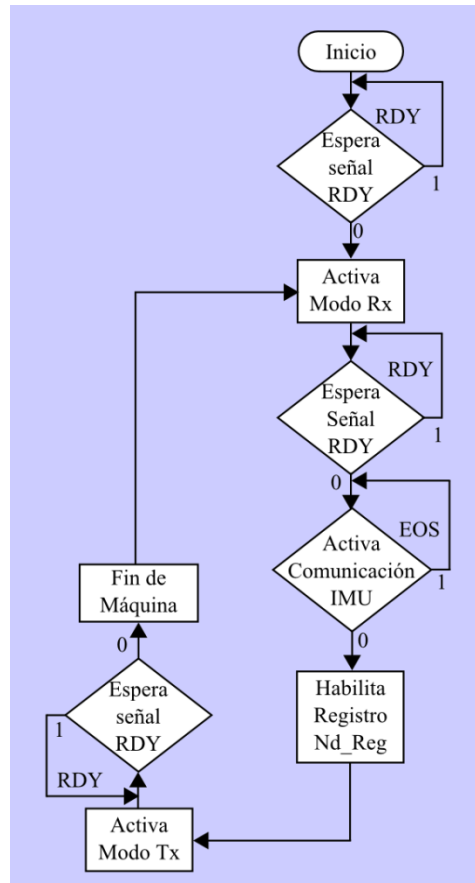 Inicio
RDY
Espera
señal
RDY
1
0
Activa
Modo Rx
RDY
Espera
Señal
RDY
1
0
EOS
Activa
Comunicación
IMU
1
0
Habilita
Registro
Nd_Reg
Activa
Modo Tx
RDY
Espera
señal
RDY
1
0
Fin de
Máquina